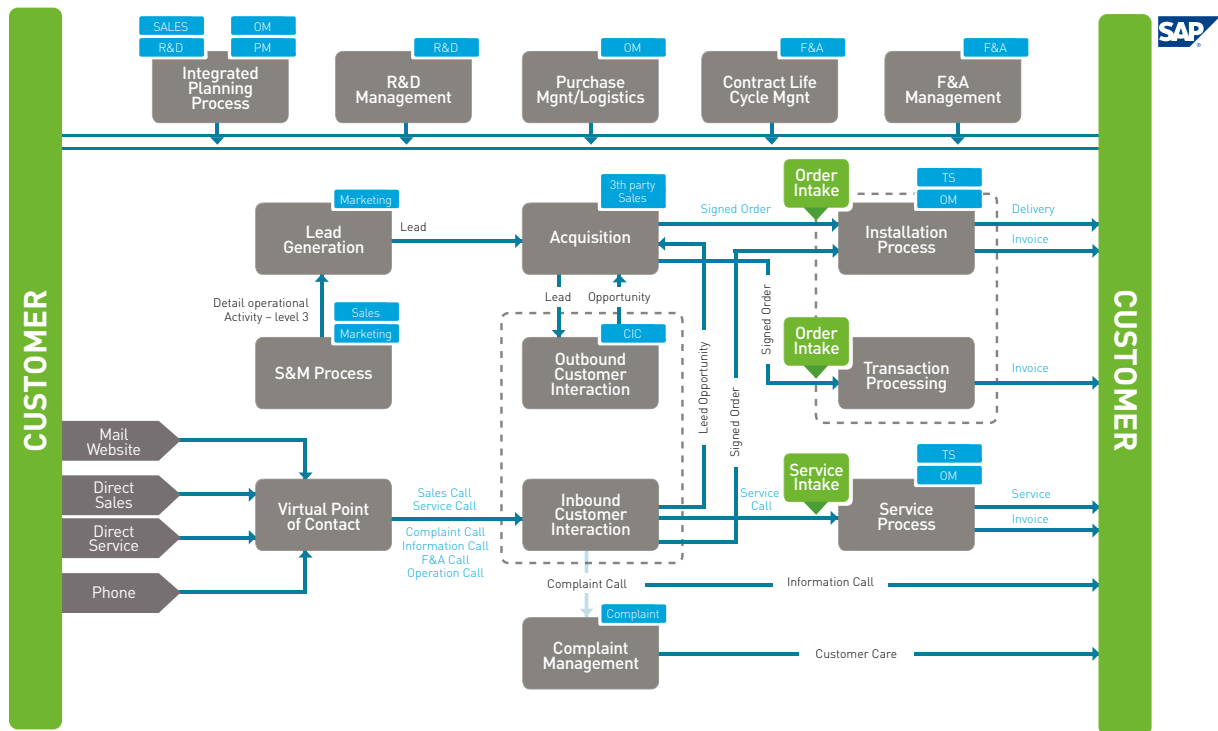 SALES
OM
R&D
PM
Integrated
Planning
Process
R&D
R&D
Management
OM
Purchase
Mgnt/Logistics
F&A
Contract Life
Cycle Mgnt
F&A
F&A
Management
SAP
®
CUSTOMER
CUSTOMER
Marketing
Lead
Generation
Lead
3th party
Sales
Acquisition
Signed Order
Order
Intake
TS
OM
Installation
Process
Delivery
Invoice
Detail operational
Activity – level 3
Sales
Marketing
S&M Process
Lead
Opportunity
CIC
Outbound
Customer
Interaction
Leed Opportunity
Signed Order
Signed Order
Order
Intake
Transaction
Processing
Invoice
Mail
Website
Direct
Sales
Direct
Service
Phone
Virtual Point
of Contact
Sales Call
Service Call
Complaint Call
Information Call
F&A Call
Operation Call
Inbound
Customer
Interaction
Service
Call
Service
Intake
TS
OM
Service
Process
Service
Invoice
Complaint Call
Information Call
Complaint
Complaint
Management
Customer Care